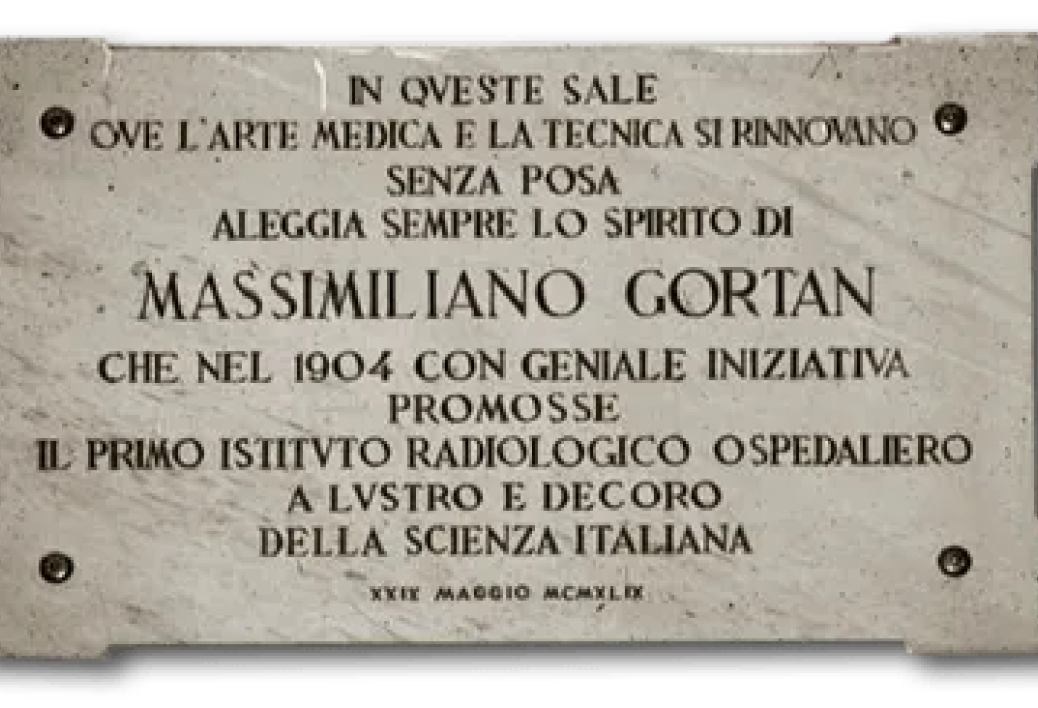 IN QVESTE SALE
OVE L'ARTE MEDICA E LA TECNICA SI RINNOVANO
SENZA POSA
ALEGGIA SEMPRE LO SPIRITO DI
MASSIMILIANO GORTAN
CHE NEL 1904 CON GENIALE INIZIATIVA
PROMOSSE
IL PRIMO ISTITVTO RADIOLOGICO OSPEDALIERO
A LVSTRO E DECORO
DELLA SCIENZA ITALIANA
XXIX MAGGIO MCMXLIX